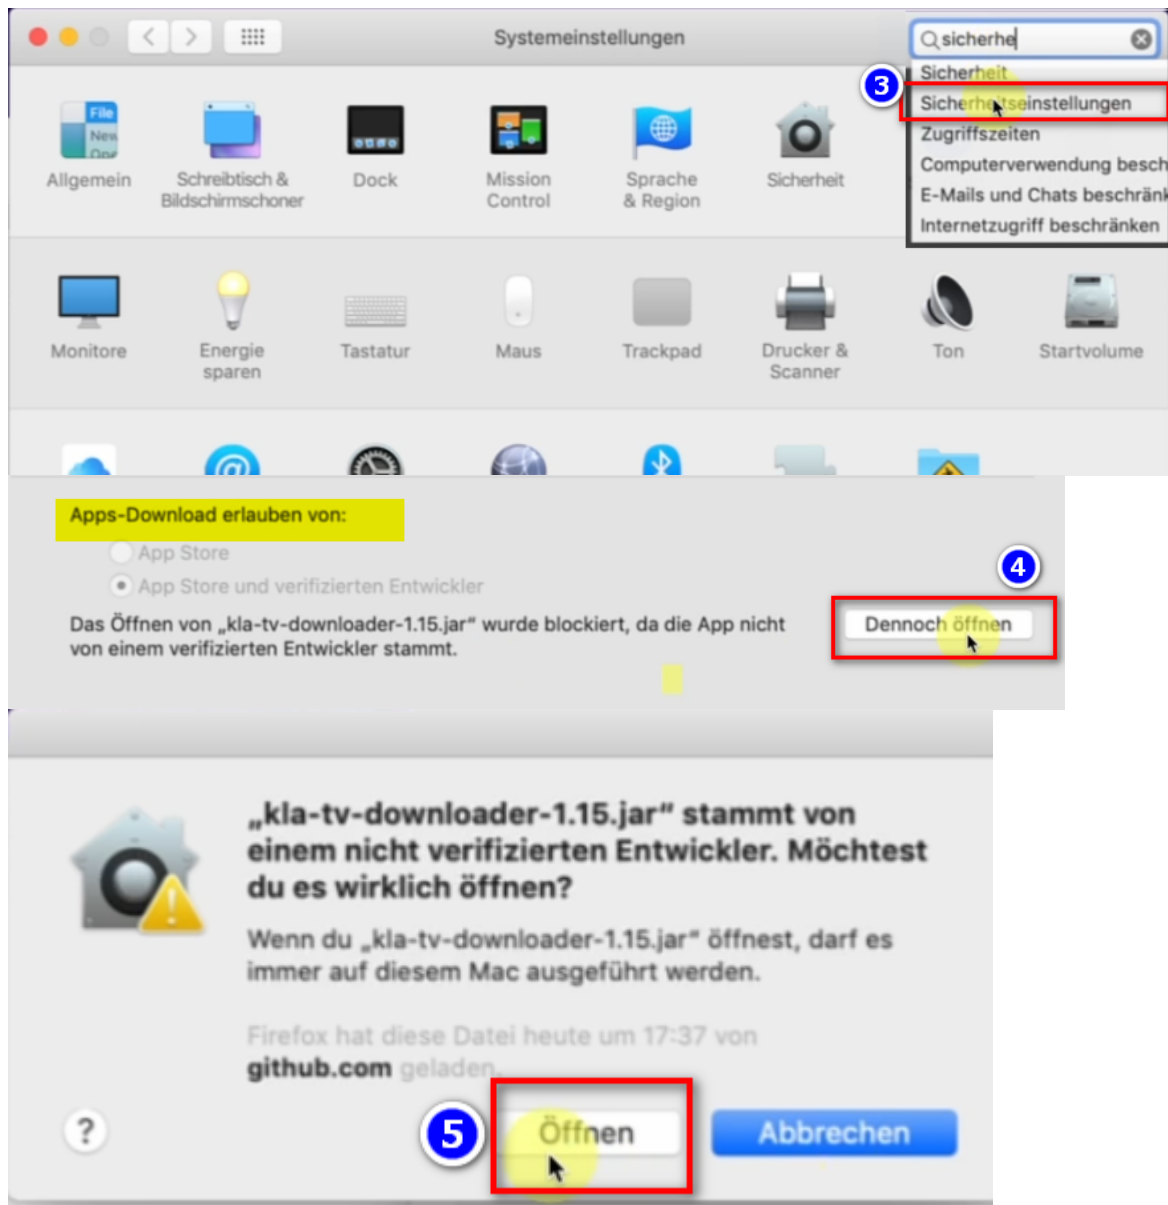 Systemeinstellungen
sicherhe
Sicherheit
3
Sicherheitseinstellungen
Zugriffszeiten
Computerverwendung besch
E-Mails und Chats beschränk
Internetzugriff beschränken
File
New
Ope
Allgemein
Schreibtisch &
Bildschirmschoner
Dock
Mission
Control
Sprache
& Region
Sicherheit
Monitore
Energie
sparen
Tastatur
Maus
Trackpad
Drucker &
Scanner
Ton
Startvolume
Apps-Download erlauben von:
App Store
App Store und verifizierten Entwickler
4
Das Öffnen von „kla-tv-downloader-1.15.jar“ wurde blockiert, da die App nicht
von einem verifizierten Entwickler stammt.
Dennoch öffnen
„kla-tv-downloader-1.15.jar“ stammt von
einem nicht verifizierten Entwickler. Möchtest
du es wirklich öffnen?
Wenn du „kla-tv-downloader-1.15.jar“ öffnest, darf es
immer auf diesem Mac ausgeführt werden.
Firefox hat diese Datei heute um 17:37 von
github.com geladen.
?
5
Öffnen
Abbrechen